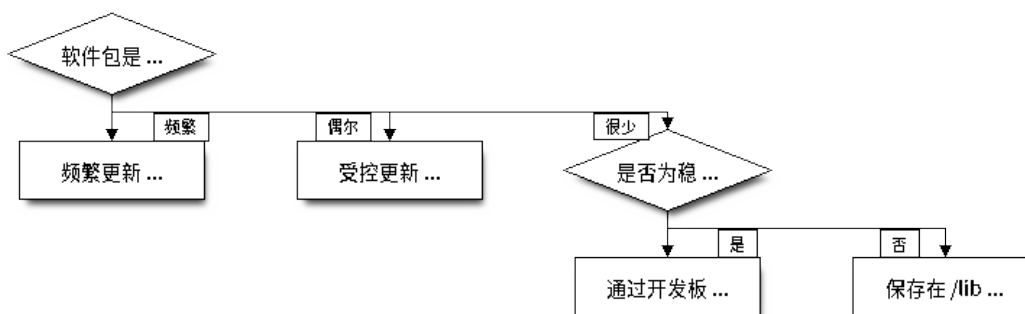 软件包是 ...
频繁
偶尔
很少
频繁更新 ...
受控更新 ...
是否为稳 ...
是
否
通过开发板 ...
保存在 /lib ...